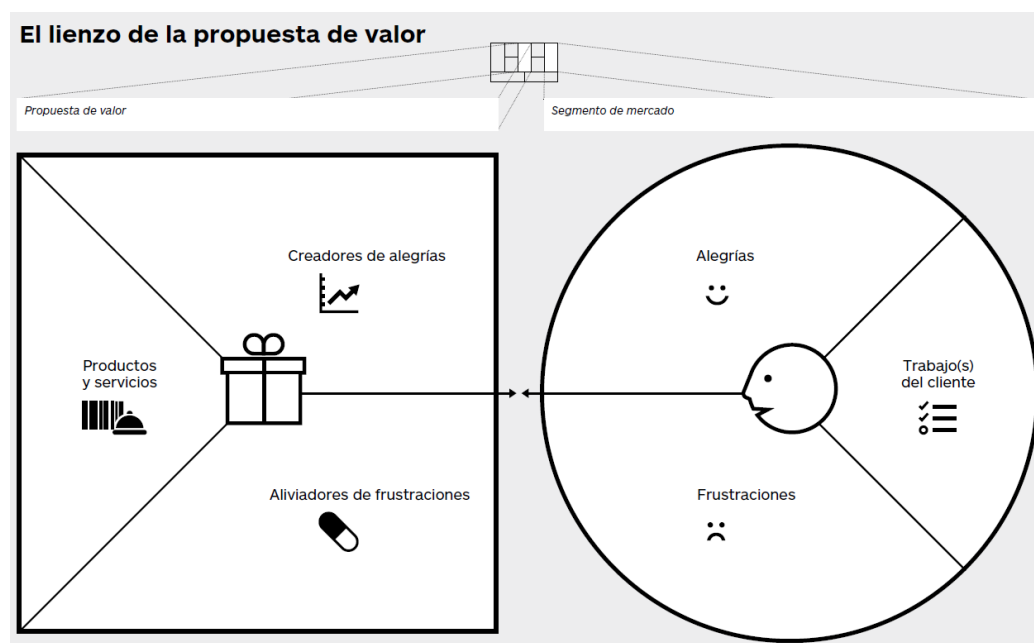 El lienzo de la propuesta de valor
Propuesta de valor
Segmento de mercado
Creadores de alegrías
Productos
y servicios
Aliviadores de frustraciones
Alegrías
Trabajo(s)
del cliente
Frustraciones